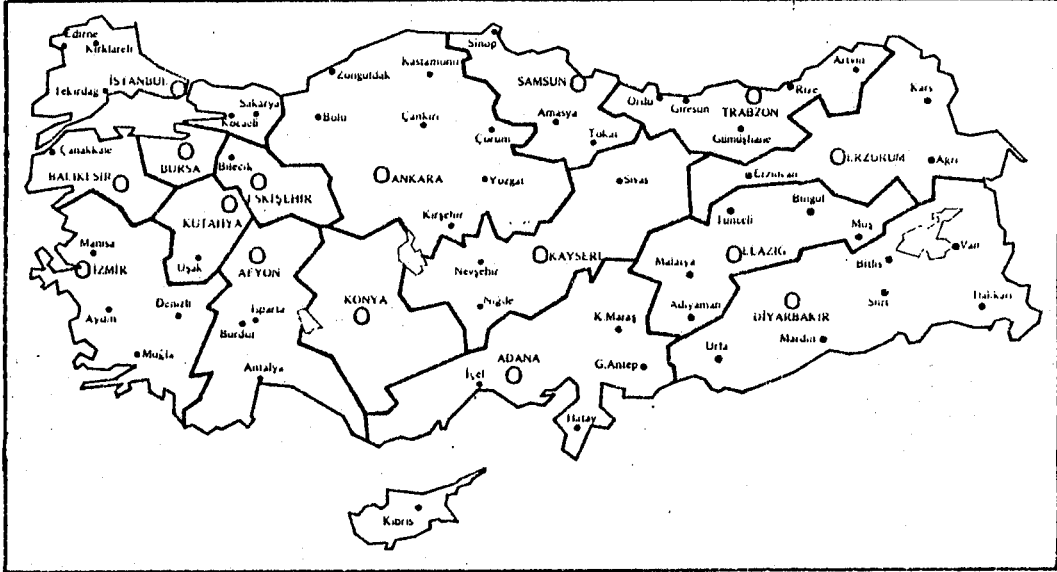 Edirne
Kırklareli
Tekirdağ
İSTANBUL
Sakarya
Kocaeli
Zonguldak
Kastamonu
Sinop
SAMSUN
Bolu
Çankırı
Çorum
Amasya
Tokat
Ordu
Giresun
TRABZON
Gümüşhane
Rize
Artvin
Kars
Çanakkale
BALIKESİR
BURSA
Bilecik
ESKİŞEHİR
KÜTAHYA
Uşak
ANKARA
Yozgat
Kırşehir
Sivas
Erzincan
ERZURUM
Ağrı
Manisa
İZMİR
Aydın
Denizli
Muğla
AFYON
Isparta
Burdur
Antalya
KONYA
Nevşehir
Niğde
KAYSERİ
Tunceli
Bingöl
Muş
ELAZIĞ
Malatya
Adıyaman
Bitlis
Van
Siirt
Hakkari
DİYARBAKIR
Mardin
Urfa
K.Maraş
G.Antep
ADANA
İçel
Hatay
Kıbrıs